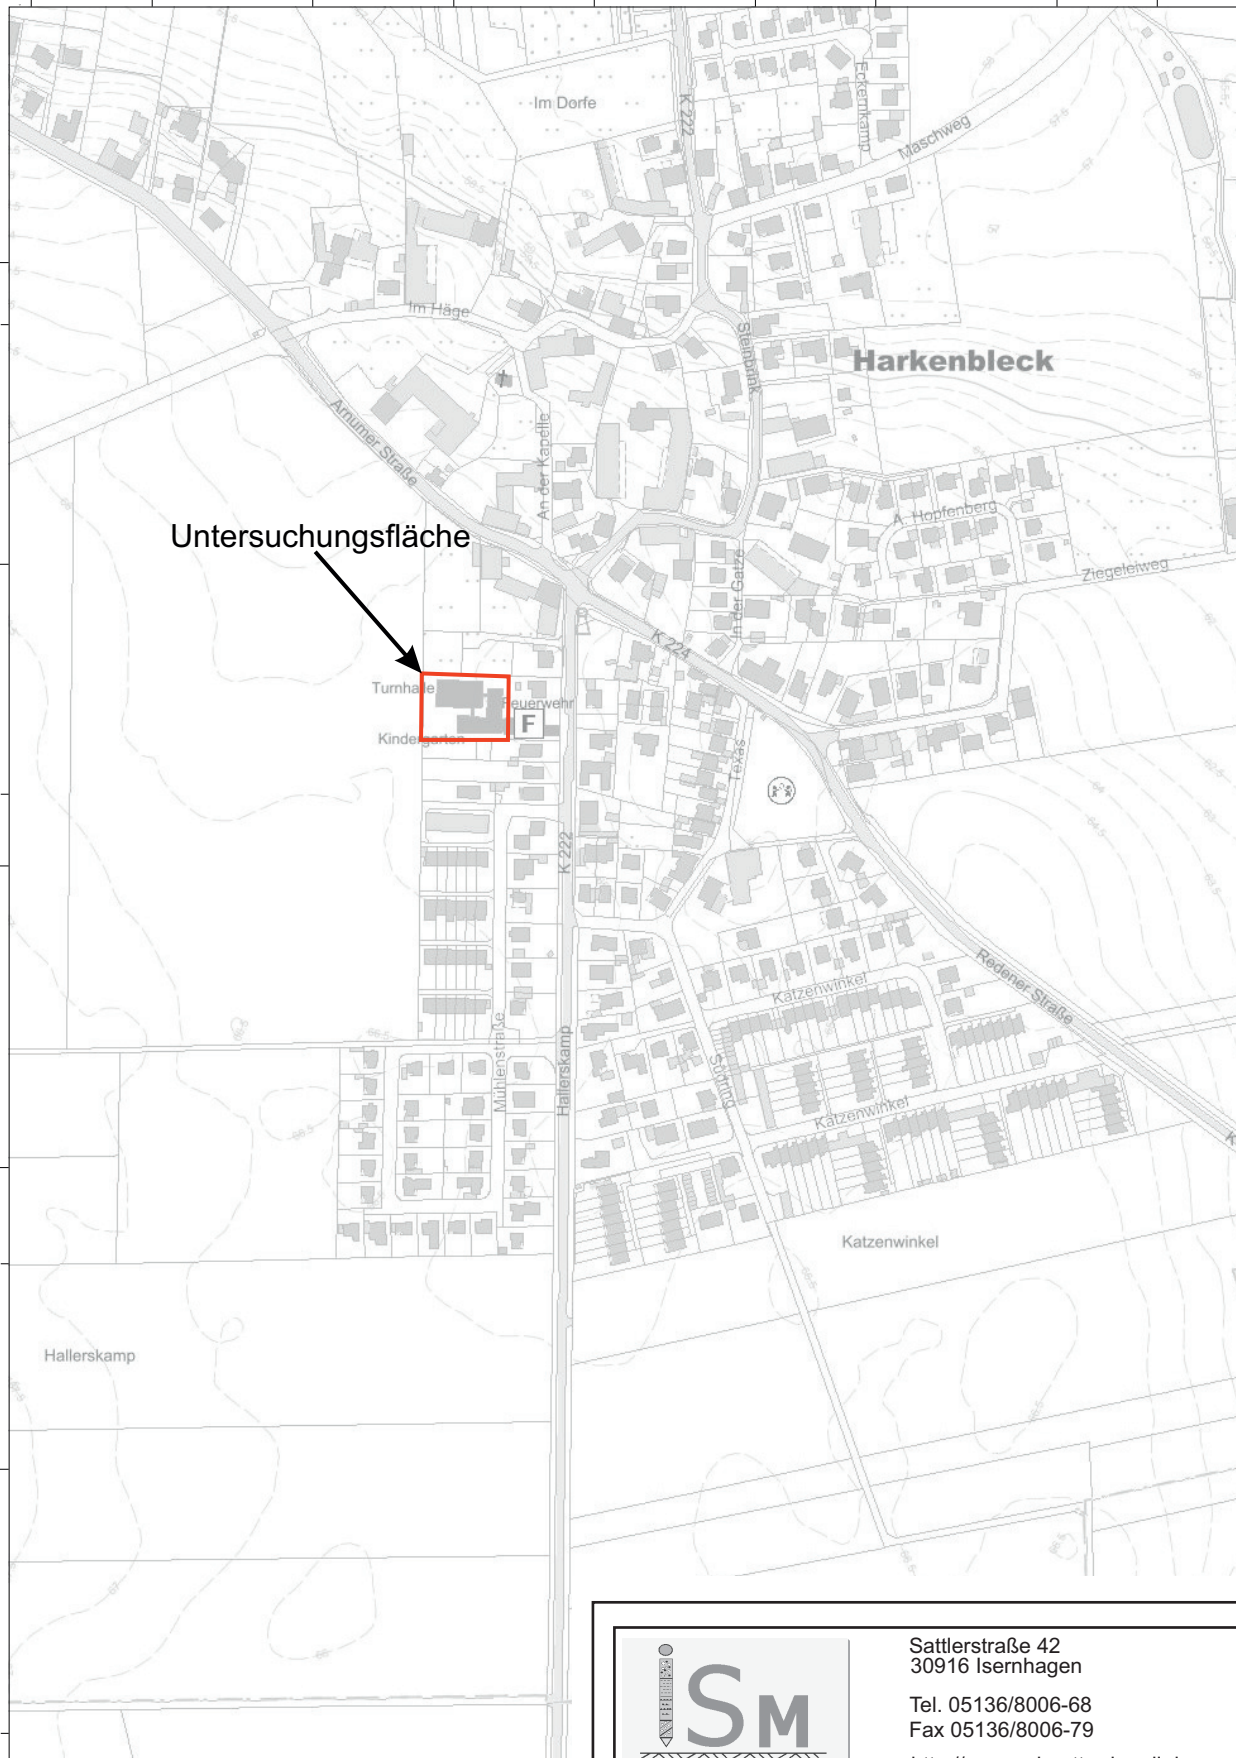 Im Dorfe
K 222
Eckernkamp
Maschweg
Im Häge
Steinbrink
Harkenbleck
Arnumer Straße
An der Kapelle
A. Hopfenberg
Untersuchungsfläche
In der Gatze
Ziegeleiweg
K 224
Turnhalle
Feuerwehr
F
Kindergarten
Texas
K 222
Katzenwinkel
Redener Straße
Mühlenstraße
Hallerskamp
Südring
Katzenwinkel
Katzenwinkel
Hallerskamp
iSM
Sattlerstraße 42
30916 Isernhagen
Tel. 05136/8006-68
Fax 05136/8006-79